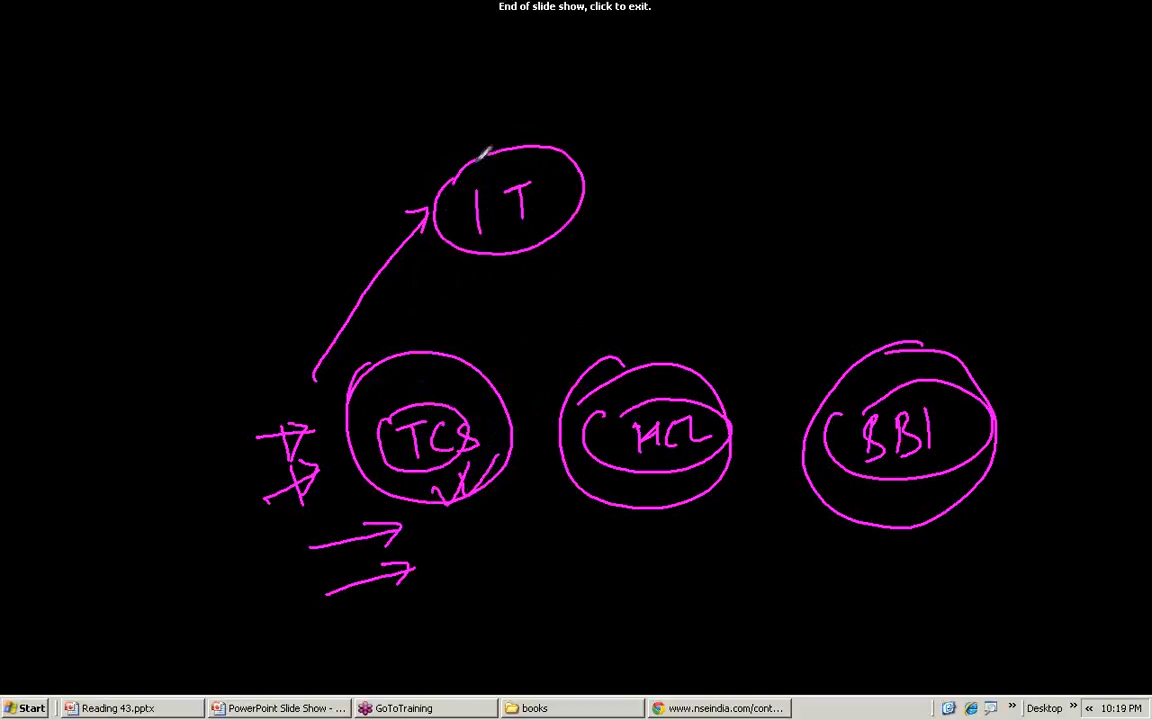 End of slide show, click to exit.
IT
TCS
HCL
BBI
Start
Reading 43.pptx
PowerPoint Slide Show - ...
GoToTraining
books
www.nseindia.com/cont...
Desktop
10:19 PM